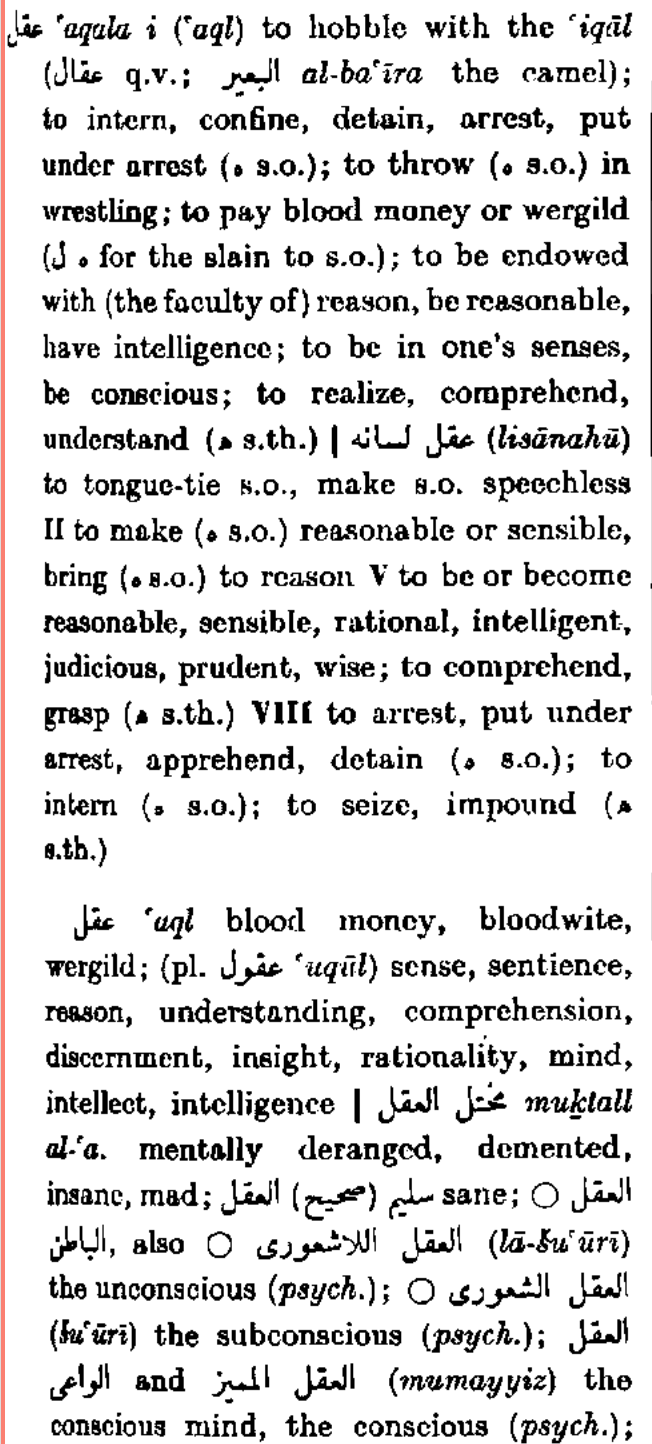 عقل ʿaqala i (ʿaql) to hobble with the ʿiqāl
(عقال q.v.; البعير al-baʿīra the camel);
to intern, confine, detain, arrest, put
under arrest (ه s.o.); to throw (ه s.o.) in
wrestling; to pay blood money or wergild
(ه ل for the slain to s.o.); to be endowed
with (the faculty of) reason, be reasonable,
have intelligence; to be in one's senses,
be conscious; to realize, comprehend,
understand (ﻫ s.th.) | عقل لسانه (lisānahū)
to tongue-tie s.o., make s.o. speechless
II to make (ه s.o.) reasonable or sensible,
bring (ه s.o.) to reason V to be or become
reasonable, sensible, rational, intelligent,
judicious, prudent, wise; to comprehend,
grasp (ﻫ s.th.) VIII to arrest, put under
arrest, apprehend, detain (ه s.o.); to
intern (ه s.o.); to seize, impound (ﻫ
s.th.)
عقل ʿaql blood money, bloodwite,
wergild; (pl. عقول ʿuqūl) sense, sentience,
reason, understanding, comprehension,
discernment, insight, rationality, mind,
intellect, intelligence | مختل العقل muḵtall
al-ʿa. mentally deranged, demented,
insane, mad; سليم (صحيح) العقل sane; ○ العقل
الباطن, also ○ العقل اللاشعورى (lā-šuʿūrī)
the unconscious (psych.); ○ العقل الشعورى
(šuʿūrī) the subconscious (psych.); العقل
الواعى and العقل المميز (mumayyiz) the
conscious mind, the conscious (psych.);